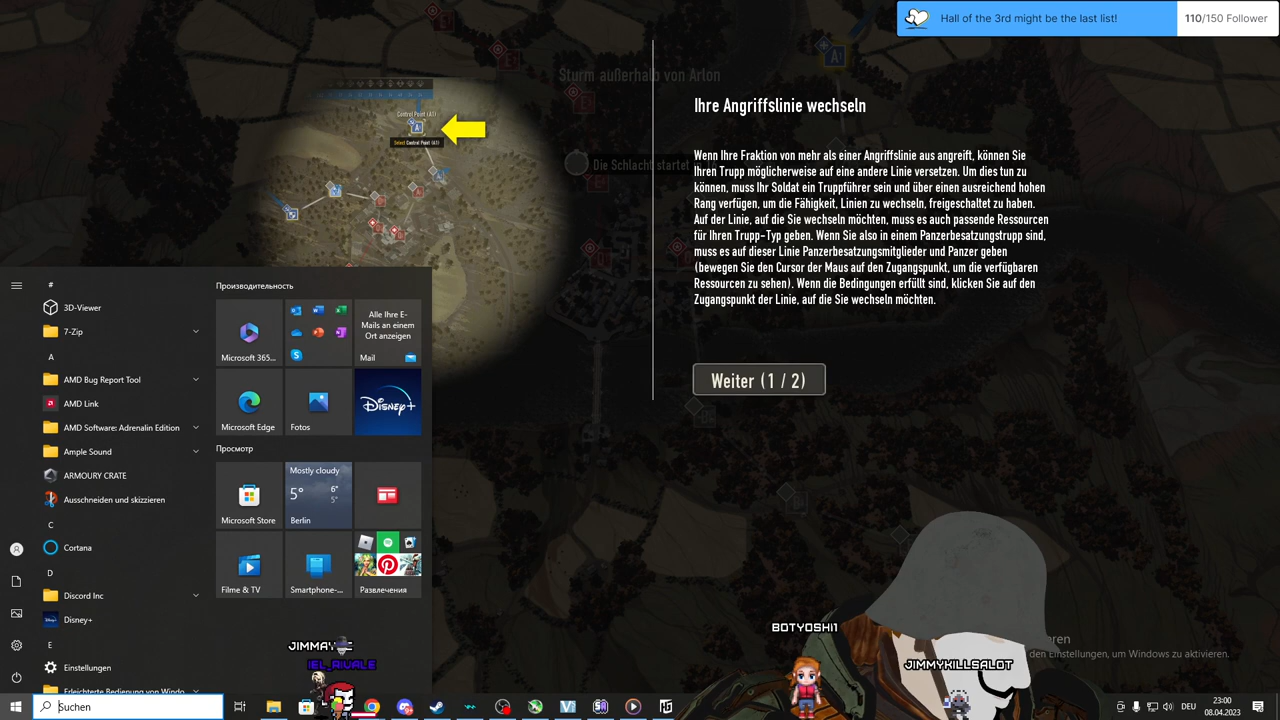 Hall of the 3rd might be the last list!
110/150 Follower
Sturm außerhalb von Arlon
Die Schlacht startet
Control Point (A1)
Select Control Point (A1)
Ihre Angriffslinie wechseln
Wenn Ihre Fraktion von mehr als einer Angriffslinie aus angreift, können Sie
Ihren Trupp möglicherweise auf eine andere Linie versetzen. Um dies tun zu
können, muss Ihr Soldat ein Truppführer sein und über einen ausreichend hohen
Rang verfügen, um die Fähigkeit, Linien zu wechseln, freigeschaltet zu haben.
Auf der Linie, auf die Sie wechseln möchten, muss es auch passende Ressourcen
für Ihren Trupp-Typ geben. Wenn Sie also in einem Panzerbesatzungstrupp sind,
muss es auf dieser Linie Panzerbesatzungsmitglieder und Panzer geben
(bewegen Sie den Cursor der Maus auf den Zugangspunkt, um die verfügbaren
Ressourcen zu sehen). Wenn die Bedingungen erfüllt sind, klicken Sie auf den
Zugangspunkt der Linie, auf die Sie wechseln möchten.
Weiter (1 / 2)
#
3D-Viewer
7-Zip
A
AMD Bug Report Tool
AMD Link
AMD Software: Adrenalin Edition
Ample Sound
ARMOURY CRATE
Ausschneiden und skizzieren
C
Cortana
D
Discord Inc
Disney+
E
Einstellungen
Erleichterte Bedienung von Windo...
Производительность
Microsoft 365...
Alle Ihre E-
Mails an einem
Ort anzeigen
Mail
Microsoft Edge
Fotos
Disney+
Просмотр
Microsoft Store
Mostly cloudy
5°
6°
5°
Berlin
Filme & TV
Smartphone-...
Развлечения
IEL_RIVALE
BOTYOSHI1
JIMMYKILLSALOT
den Einstellungen, um Windows zu aktivieren.
Suchen
DEU
23:00
08.04.2023